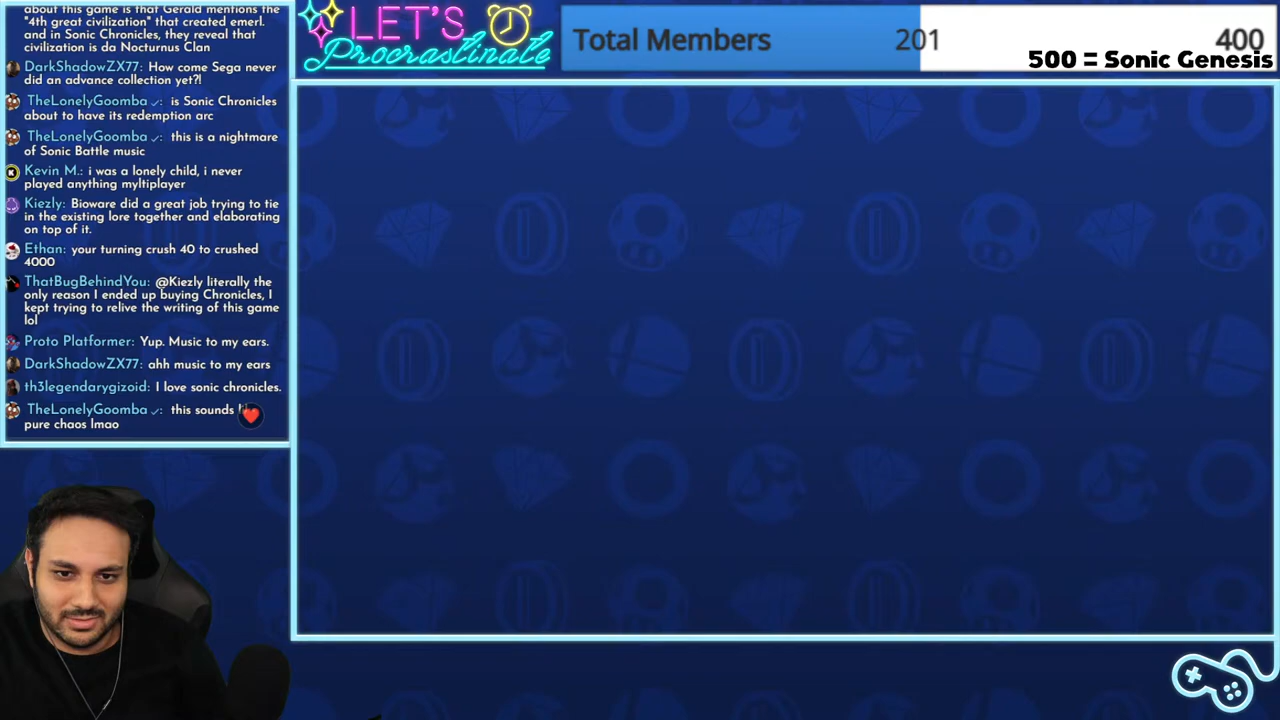 about this game is that Gerald mentions the
"4th great civilization" that created emerl.
and in Sonic Chronicles, they reveal that
civilization is da Nocturnus Clan
DarkShadowZX77: How come Sega never
did an advance collection yet?!
TheLonelyGoomba: is Sonic Chronicles
about to have its redemption arc
TheLonelyGoomba: this is a nightmare
of Sonic Battle music
K Kevin M.: i was a lonely child, i never
played anything myltiplayer
Kiezly: Bioware did a great job trying to tie
in the existing lore together and elaborating
on top of it.
Ethan: your turning crush 40 to crushed
4000
ThatBugBehindYou: @Kiezly literally the
only reason I ended up buying Chronicles, I
kept trying to relive the writing of this game
lol
Proto Platformer: Yup. Music to my ears.
DarkShadowZX77: ahh music to my ears
th3legendarygizoid: I love sonic chronicles.
TheLonelyGoomba: this sounds
pure chaos lmao
LET'S
Procrastinate
Total Members 201 400
500 = Sonic Genesis